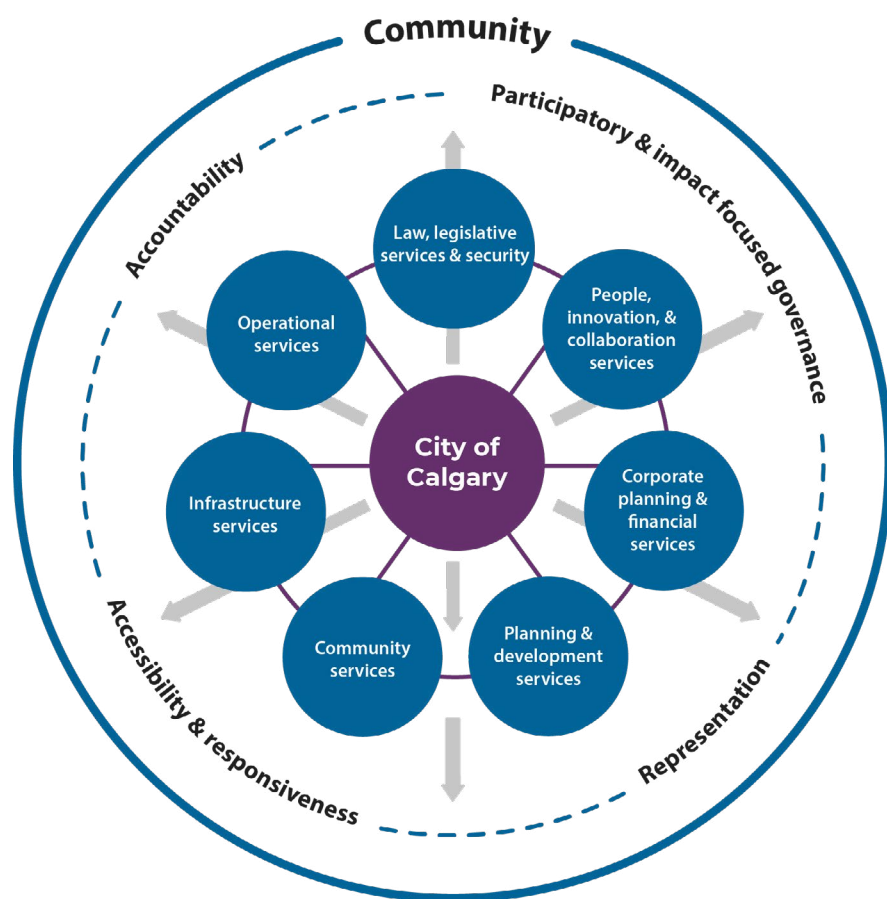 Community
Participatory & impact focused governance
Accountability
Law, legislative
services & security
People,
innovation, &
collaboration
services
Operational
services
City of
Calgary
Corporate
planning &
financial
services
Infrastructure
services
Planning &
development
services
Community
services
Accessibility & responsiveness
Representation